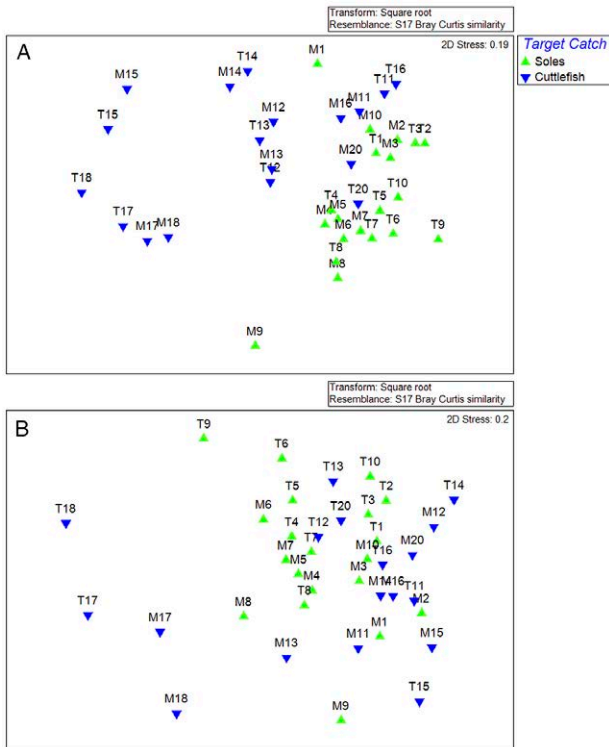 Transform: Square root
Resemblance: S17 Bray Curtis similarity
A
2D Stress: 0.19
Target Catch
Soles
Cuttlefish
M1
T14
M14
M15
T16
T11
M12
M16
M11
M10
T15
T13
M2
T3
T2
T1
M3
M13
T12
M20
T18
T10
T4
M5
T20
T5
M4
T17
M17
M18
M6
M7
T7
T6
T9
T8
M8
M9
Transform: Square root
Resemblance: S17 Bray Curtis similarity
B
2D Stress: 0.2
T9
T6
T13
T10
T5
T2
T14
T18
M6
T20
T3
M12
T4
T12
T1
T7
M7
M10
T16
M20
M5
M3
M4
T8
M16
T11
M2
T17
M8
M17
M1
M13
M11
M15
M18
T15
M9